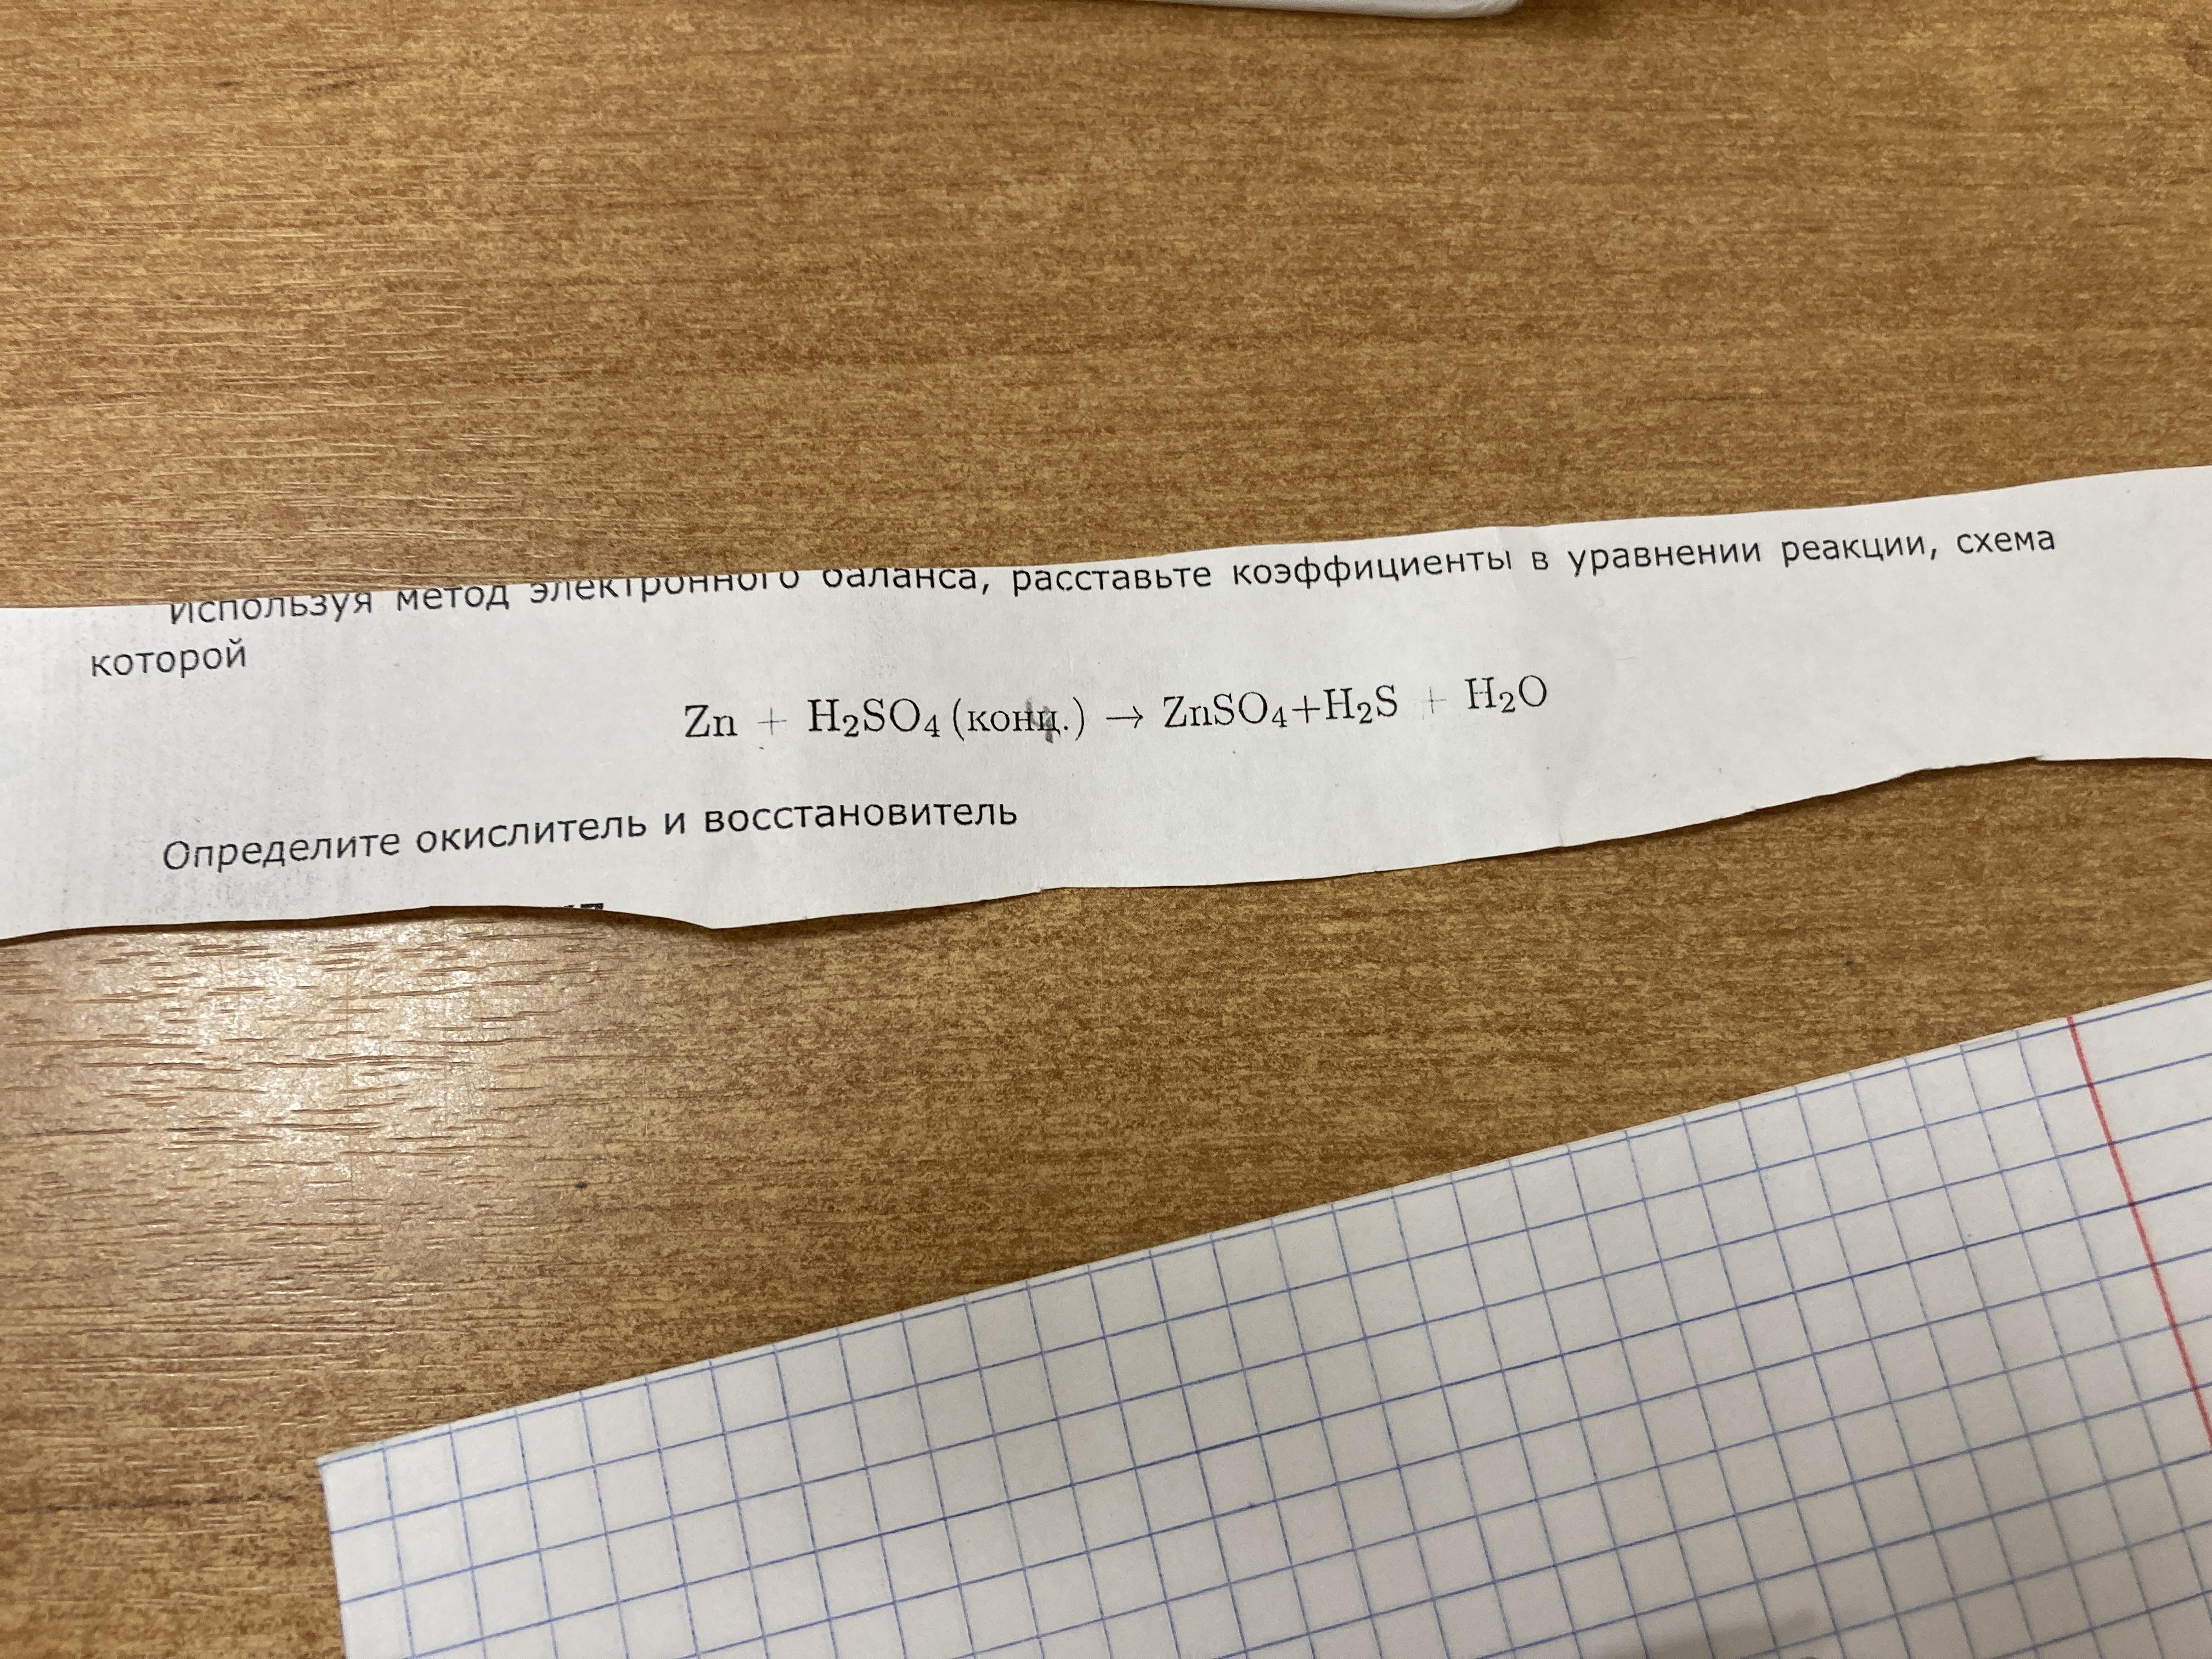 Используя метод электронного баланса, расставьте коэффициенты в уравнении реакции, схема
которой
Zn + H₂SO₄ (конц.) → ZnSO₄+H₂S + H₂O
Определите окислитель и восстановитель